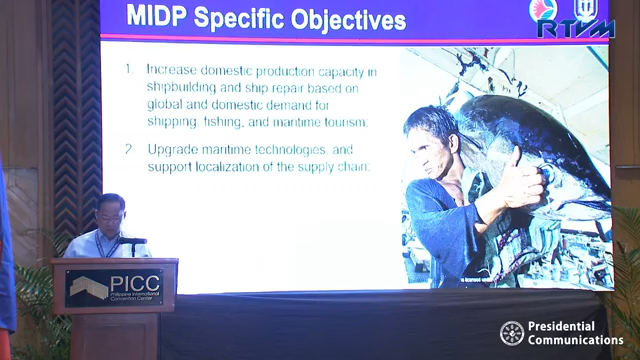 MIDP Specific Objectives
RTVM
1. Increase domestic production capacity in
shipbuilding and ship repair based on
global and domestic demand for
shipping, fishing, and maritime tourism;
2. Upgrade maritime technologies, and
support localization of the supply chain;
PICC
Philippine International
Convention Center
Presidential
Communications